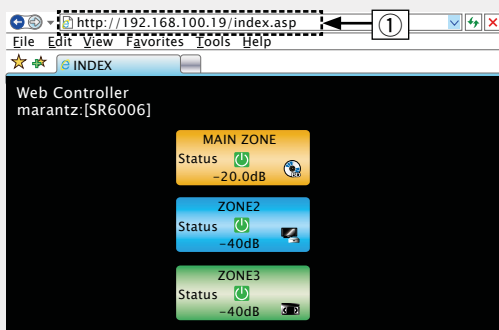 http://192.168.100.19/index.asp
①
File Edit View Favorites Tools Help
INDEX
Web Controller
marantz:[SR6006]
MAIN ZONE
Status
-20.0dB
ZONE2
Status
-40dB
ZONE3
Status
-40dB